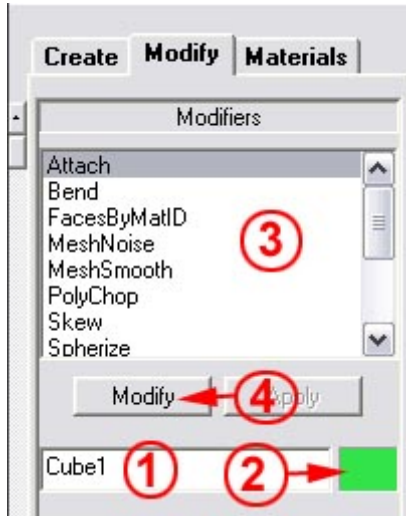 Create Modify Materials
Modifiers
Attach
Bend
FacesByMatID
MeshNoise
3
MeshSmooth
PolyChop
Skew
Spherize
Modify 4 Apply
Cube1 1 2